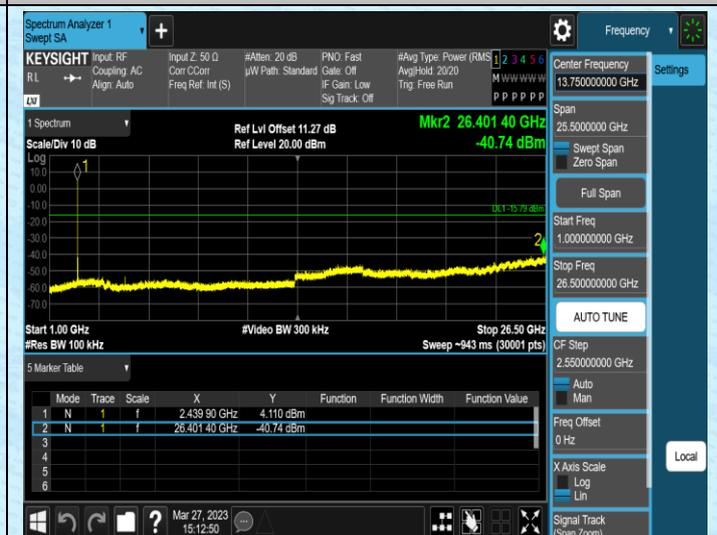 Spectrum Analyzer 1
Swept SA
+
Frequency
KEYSIGHT
RL
LXI
Input: RF
Coupling: AC
Align: Auto
Input Z: 50 Ω
Corr CCorr
Freq Ref: Int (S)
#Atten: 20 dB
µW Path: Standard
PNO: Fast
Gate: Off
IF Gain: Low
Sig Track: Off
#Avg Type: Power (RMS
Avg|Hold: 20/20
Trig: Free Run
1 2 3 4 5 6
M W W W W W
P P P P P P
1 Spectrum
Scale/Div 10 dB
Ref Lvl Offset 11.27 dB
Ref Level 20.00 dBm
Mkr2 26.401 40 GHz
-40.74 dBm
Log
10.0
0.00
-10.0
-20.0
-30.0
-40.0
-50.0
-60.0
-70.0
1
DL1 -15.79 dBm
2
Start 1.00 GHz
#Video BW 300 kHz
Stop 26.50 GHz
#Res BW 100 kHz
Sweep ~943 ms (30001 pts)
5 Marker Table
Mode Trace Scale X Y Function Function Width Function Value
1 N 1 f 2.439 90 GHz 4.110 dBm
2 N 1 f 26.401 40 GHz -40.74 dBm
3
4
5
6
?
Mar 27, 2023
15:12:50
Center Frequency
13.750000000 GHz
Settings
Span
25.5000000 GHz
Swept Span
Zero Span
Full Span
Start Freq
1.000000000 GHz
Stop Freq
26.500000000 GHz
AUTO TUNE
CF Step
2.550000000 GHz
Auto
Man
Freq Offset
0 Hz
Local
X Axis Scale
Log
Lin
Signal Track
(Span Zoom)